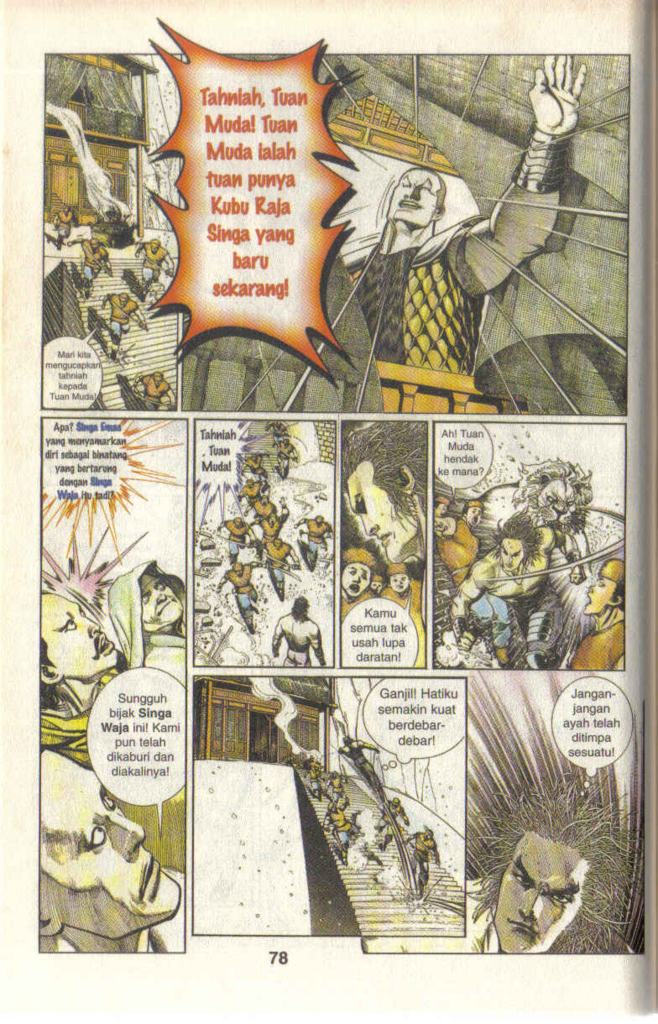 Tahniah, Tuan
Muda! Tuan
Muda ialah
tuan punya
Kubu Raja
Singa yang
baru
sekarang!
Mari kita
mengucapkan
tahniah
kepada
Tuan Muda!
Apa? Singa Emas
yang menyamarkan
diri sebagai binatang
yang bertarung
dengan Singa
Waja itu tadi?
Sungguh
bijak Singa
Waja ini! Kami
pun telah
dikaburi dan
diakalinya!
Tahniah
Tuan
Muda!
Kamu
semua tak
usah lupa
daratan!
Ah! Tuan
Muda
hendak
ke mana?
Ganjil! Hatiku
semakin kuat
berdebar-
debar!
Jangan-
jangan
ayah telah
ditimpa
sesuatu!
78